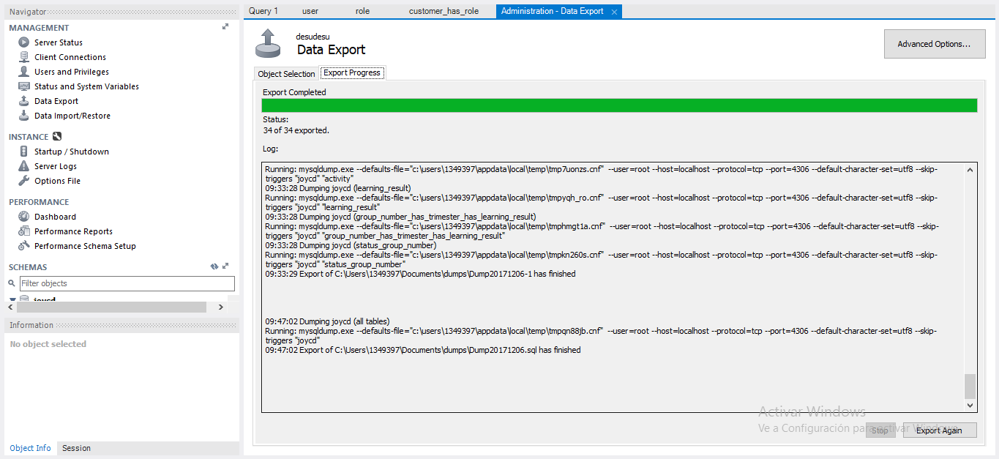 Navigator
MANAGEMENT
Server Status
Client Connections
Users and Privileges
Status and System Variables
Data Export
Data Import/Restore
INSTANCE
Startup / Shutdown
Server Logs
Options File
PERFORMANCE
Dashboard
Performance Reports
Performance Schema Setup
SCHEMAS
Filter objects
joycd
Information
No object selected
Object Info Session
Query 1 user role customer_has_role Administration - Data Export
desudesu
Data Export
Advanced Options...
Object Selection Export Progress
Export Completed
Status:
34 of 34 exported.
Log:
Running: mysqldump.exe --defaults-file="c:\users\1349397\appdata\local\temp\tmp7uonzs.cnf" --user=root --host=localhost --protocol=tcp --port=4306 --default-character-set=utf8 --skip-
triggers "joycd" "activity"
09:33:28 Dumping joycd (learning_result)
Running: mysqldump.exe --defaults-file="c:\users\1349397\appdata\local\temp\tmpyqh_ro.cnf" --user=root --host=localhost --protocol=tcp --port=4306 --default-character-set=utf8 --skip-
triggers "joycd" "learning_result"
09:33:28 Dumping joycd (group_number_has_trimester_has_learning_result)
Running: mysqldump.exe --defaults-file="c:\users\1349397\appdata\local\temp\tmphmgt1a.cnf" --user=root --host=localhost --protocol=tcp --port=4306 --default-character-set=utf8 --skip-
triggers "joycd" "group_number_has_trimester_has_learning_result"
09:33:28 Dumping joycd (status_group_number)
Running: mysqldump.exe --defaults-file="c:\users\1349397\appdata\local\temp\tmpkn260s.cnf" --user=root --host=localhost --protocol=tcp --port=4306 --default-character-set=utf8 --skip-
triggers "joycd" "status_group_number"
09:33:29 Export of C:\Users\1349397\Documents\dumps\Dump20171206-1 has finished
09:47:02 Dumping joycd (all tables)
Running: mysqldump.exe --defaults-file="c:\users\1349397\appdata\local\temp\tmpqn88jb.cnf" --user=root --host=localhost --protocol=tcp --port=4306 --default-character-set=utf8 --skip-
triggers "joycd"
09:47:02 Export of C:\Users\1349397\Documents\dumps\Dump20171206.sql has finished
Activar Windows
Ve a Configuración para activar Windows.
Stop Export Again